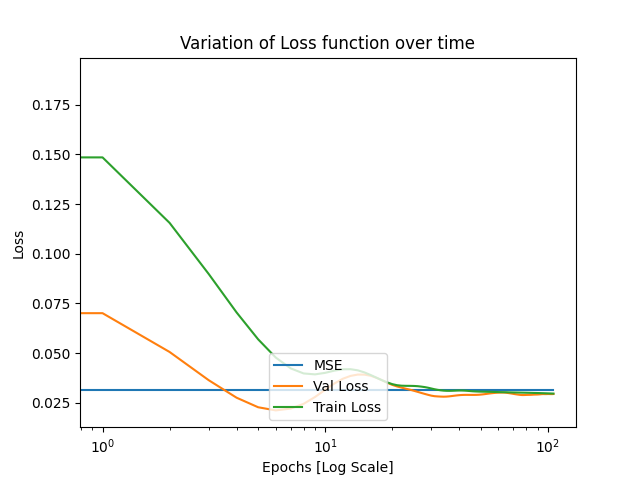 Variation of Loss function over time
Loss
0.175
0.150
0.125
0.100
0.075
0.050
0.025
MSE
Val Loss
Train Loss
10⁰
10¹
10²
Epochs [Log Scale]